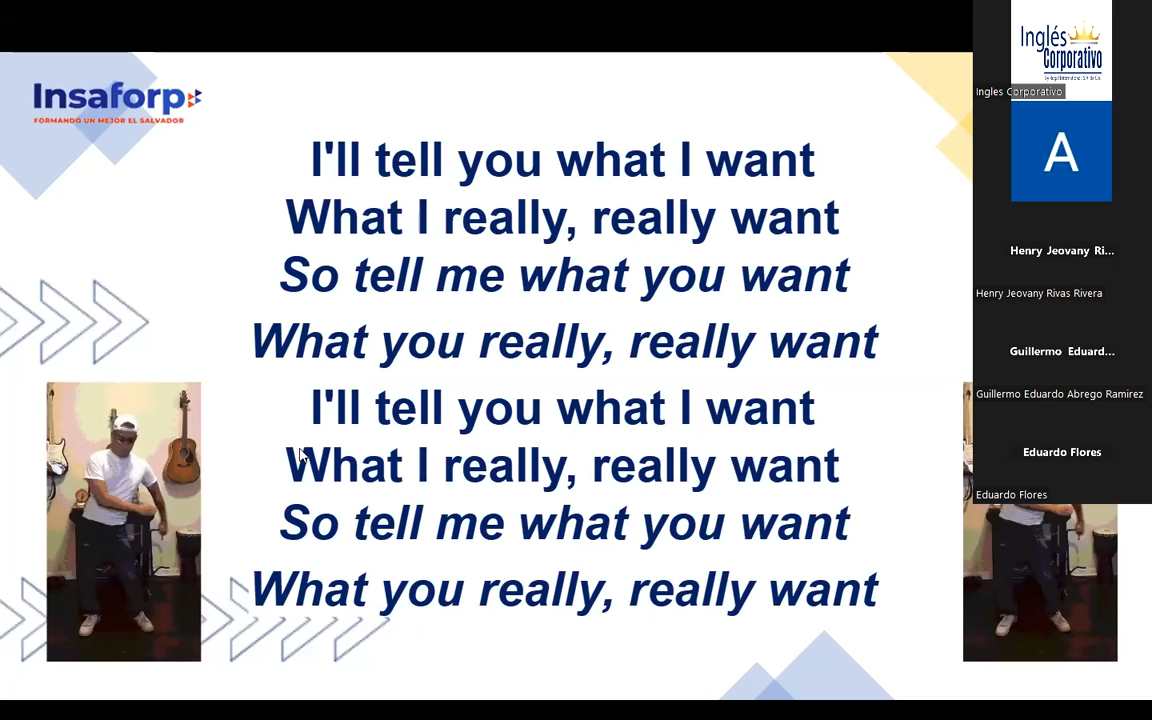 Insaforp
FORMANDO UN MEJOR EL SALVADOR
I'll tell you what I want
What I really, really want
So tell me what you want
What you really, really want
I'll tell you what I want
What I really, really want
So tell me what you want
What you really, really want
Inglés
Corporativo
Ingles Corporativo
A
Henry Jeovany Ri...
Henry Jeovany Rivas Rivera
Guillermo Eduard...
Guillermo Eduardo Abrego Ramirez
Eduardo Flores
Eduardo Flores